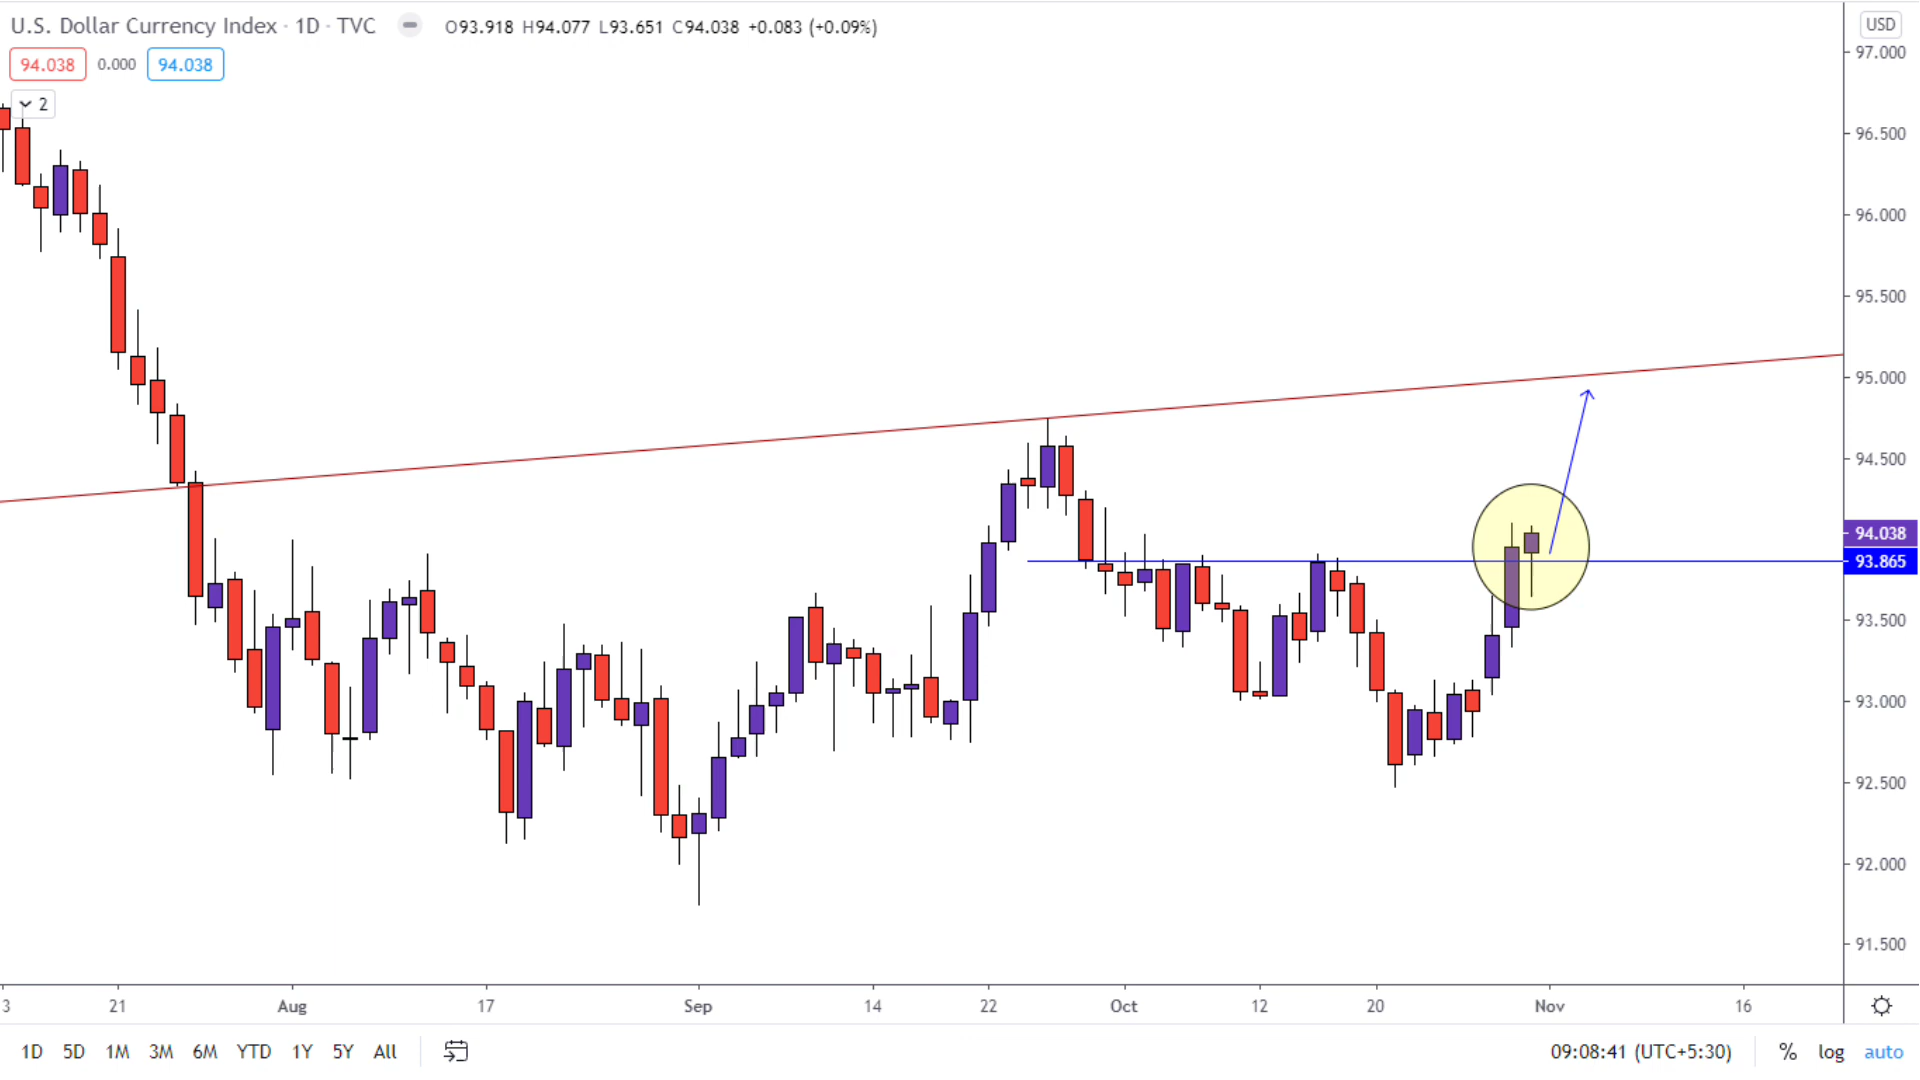 U.S. Dollar Currency Index · 1D · TVC O93.918 H94.077 L93.651 C94.038 +0.083 (+0.09%)
94.038 0.000 94.038
2
USD
97.000
96.500
96.000
95.500
95.000
94.500
94.038
93.865
93.500
93.000
92.500
92.000
91.500
3 21 Aug 17 Sep 14 22 Oct 12 20 Nov 16
1D 5D 1M 3M 6M YTD 1Y 5Y All 09:08:41 (UTC+5:30) % log auto